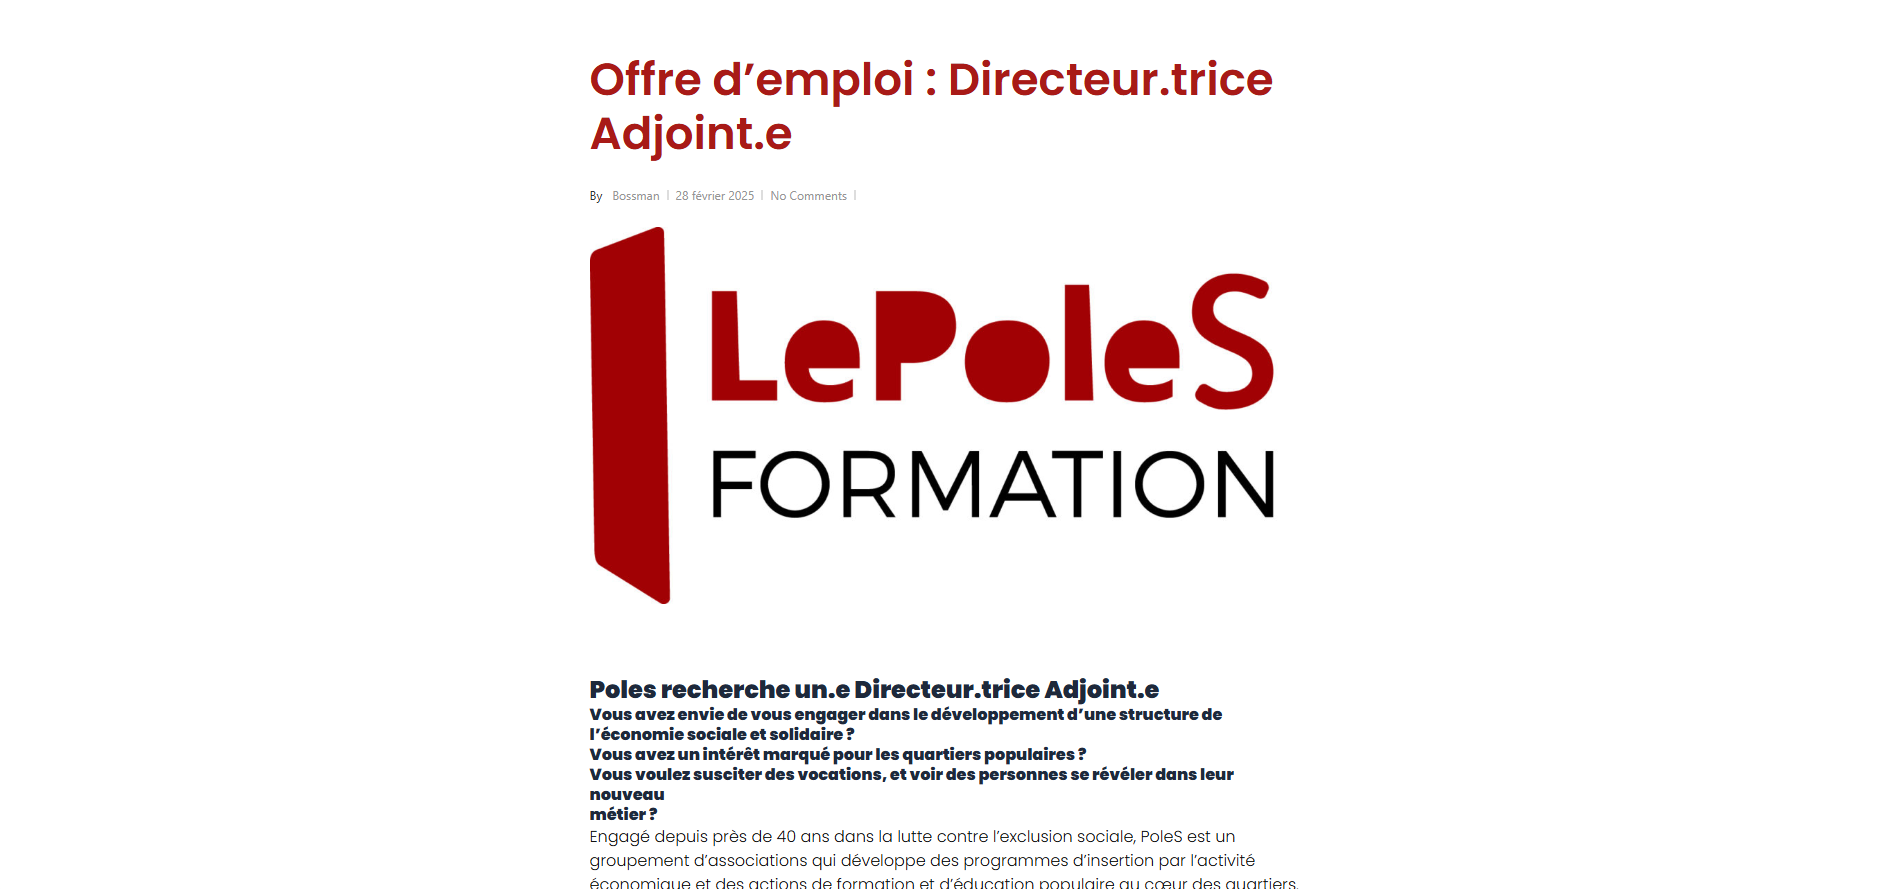 Offre d’emploi : Directeur.trice
Adjoint.e
By Bossman | 28 février 2025 | No Comments |
LePoleS
FORMATION
Poles recherche un.e Directeur.trice Adjoint.e
Vous avez envie de vous engager dans le développement d’une structure de
l’économie sociale et solidaire ?
Vous avez un intérêt marqué pour les quartiers populaires ?
Vous voulez susciter des vocations, et voir des personnes se révéler dans leur
nouveau
métier ?
Engagé depuis près de 40 ans dans la lutte contre l’exclusion sociale, PoleS est un
groupement d’associations qui développe des programmes d’insertion par l’activité
économique et des actions de formation et d’éducation populaire au cœur des quartiers.